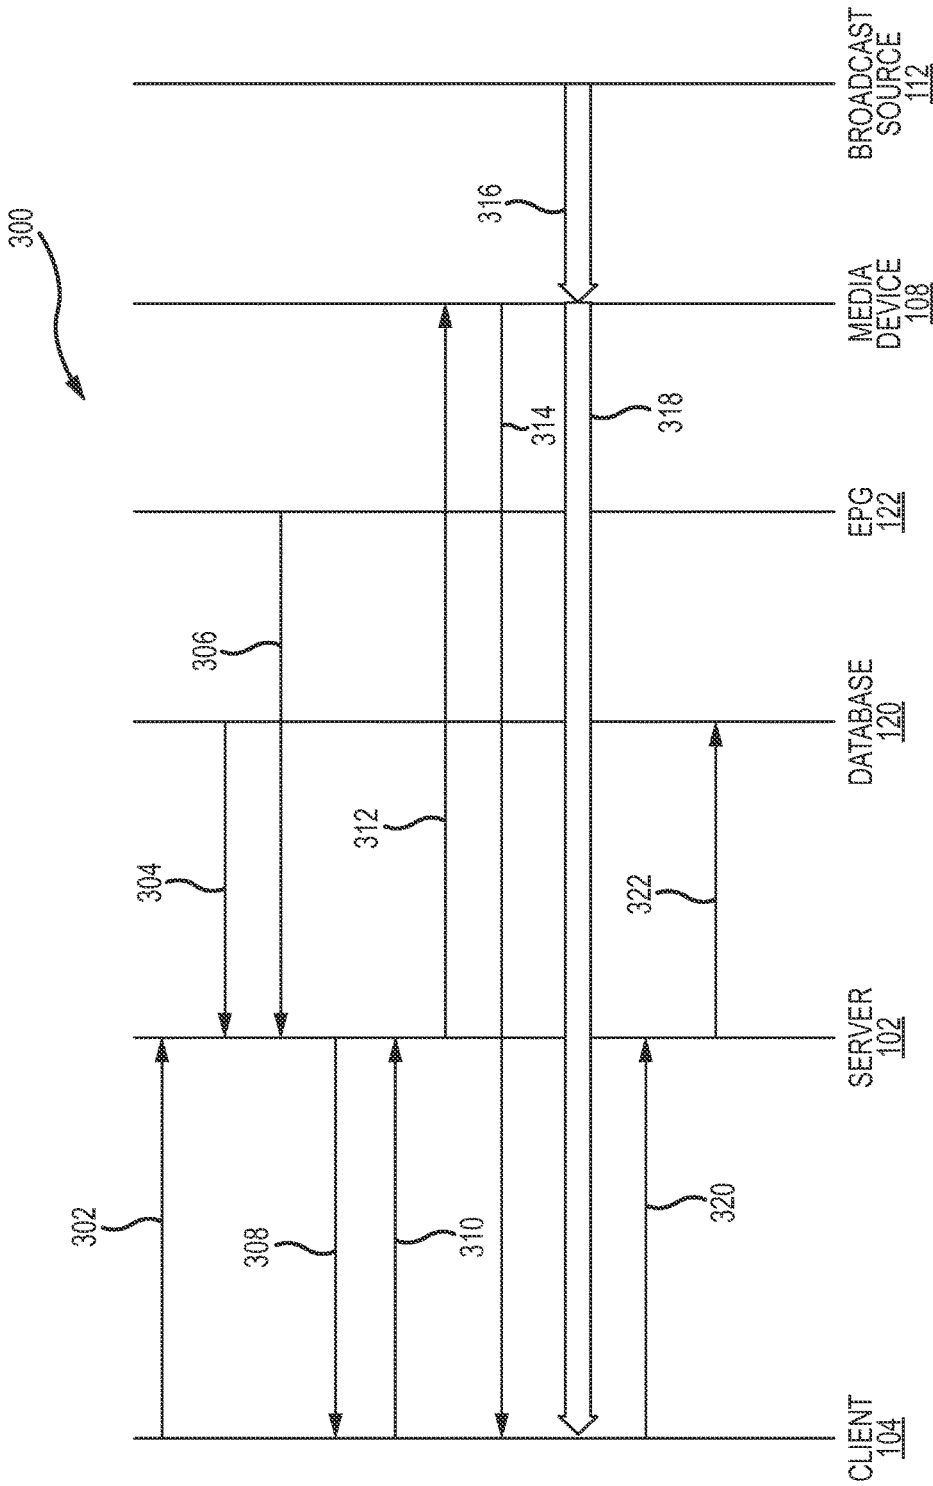 300
302
304
306
308
310
312
314
316
318
320
322
CLIENT
104
SERVER
102
DATABASE
120
EPG
122
MEDIA
DEVICE
108
BROADCAST
SOURCE
112